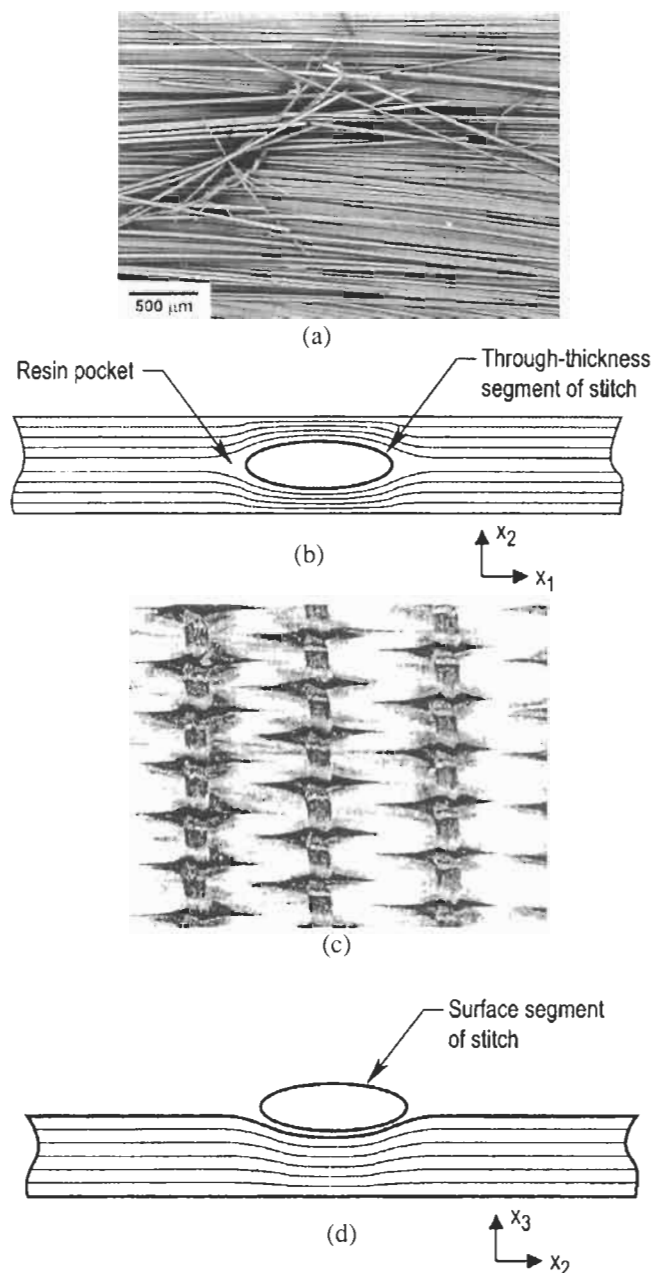 500 μm
(a)
Resin pocket
Through-thickness
segment of stitch
(b)
x2
x1
(c)
Surface segment
of stitch
(d)
x3
x2